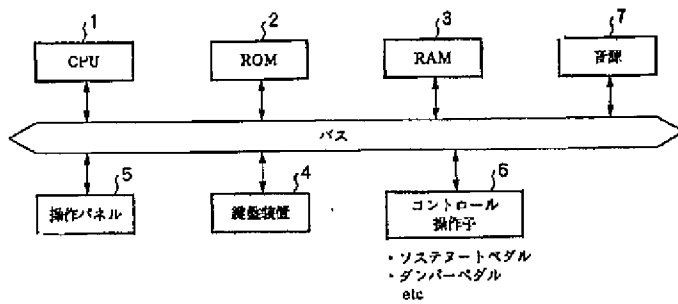 1
2
3
7
CPU
ROM
RAM
音源
バス
5
4
6
操作パネル
鍵盤装置
コントロール
操作子
・ソステヌートペダル
・ダンパーペダル
etc